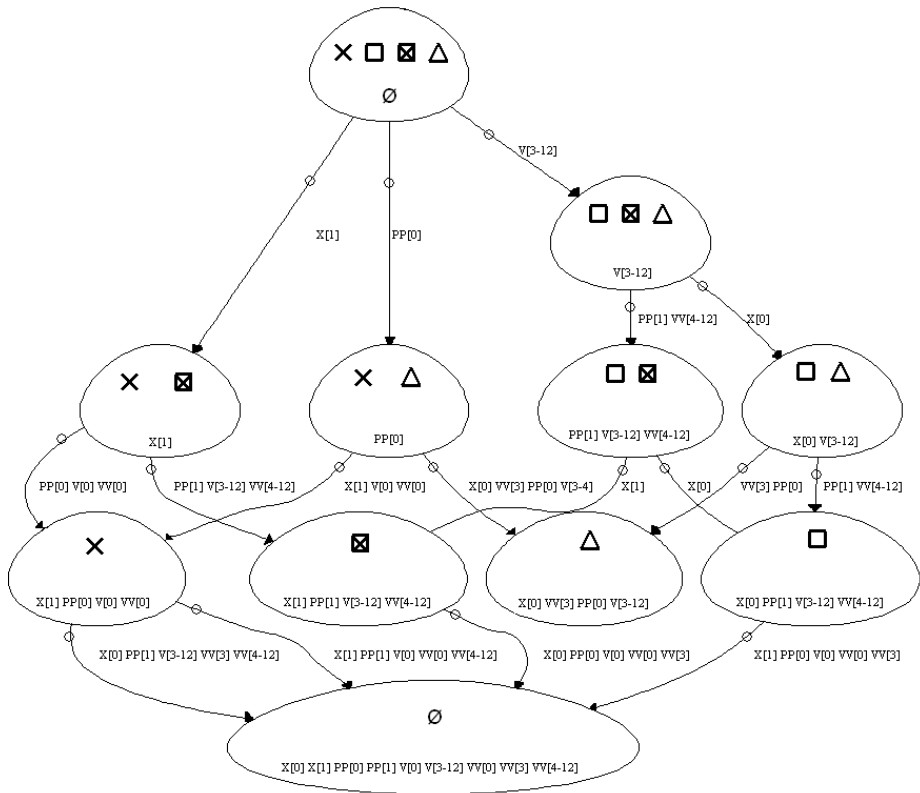 Ø
V[3-12]
X[1]
PP[0]
V[3-12]
PP[1] VV[4-12]
X[0]
X[1]
PP[0]
PP[1] V[3-12] VV[4-12]
X[0] V[3-12]
PP[0] V[0] VV[0]
PP[1] V[3-12] VV[4-12]
X[1] V[0] VV[0]
X[0] VV[3] PP[0] V[3-4]
X[1]
X[0]
VV[3] PP[0]
PP[1] VV[4-12]
X[1] PP[0] V[0] VV[0]
X[1] PP[1] V[3-12] VV[4-12]
X[0] VV[3] PP[0] V[3-12]
X[0] PP[1] V[3-12] VV[4-12]
X[0] PP[1] V[3-12] VV[3] VV[4-12]
X[1] PP[1] V[0] VV[0] VV[4-12]
X[0] PP[0] V[0] VV[0] VV[3]
X[1] PP[0] V[0] VV[0] VV[3]
Ø
X[0] X[1] PP[0] PP[1] V[0] V[3-12] VV[0] VV[3] VV[4-12]